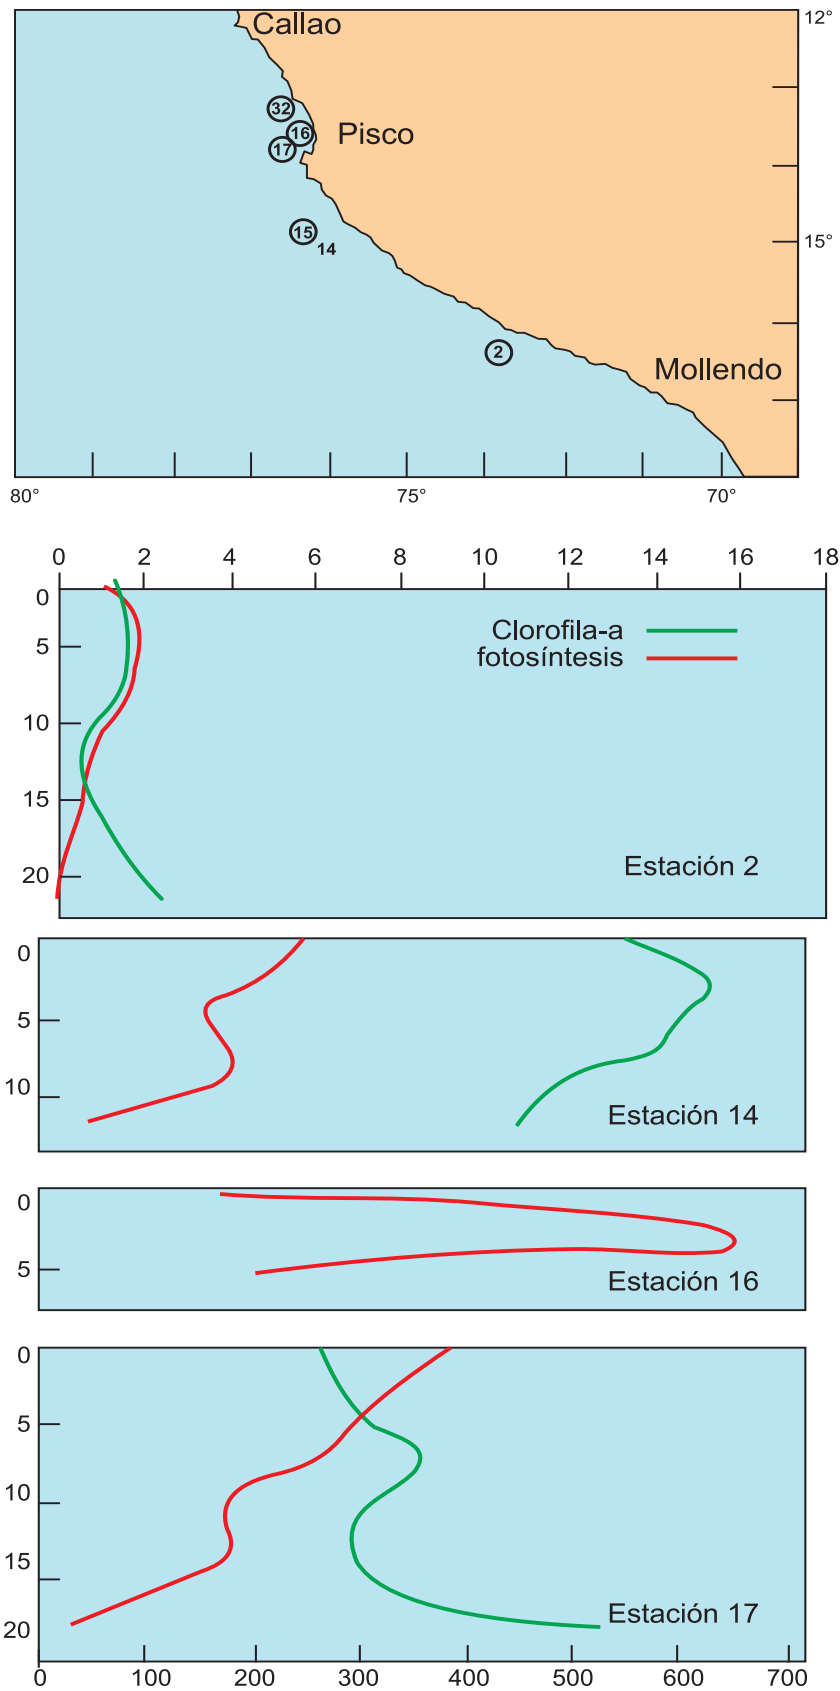 Callao
12°
32
16
Pisco
17
15
14
15°
2
Mollendo
80°
75°
70°
0 2 4 6 8 10 12 14 16 18
0
Clorofila-a
5
fotosíntesis
10
15
20
Estación 2
0
5
10
Estación 14
0
5
Estación 16
0
5
10
15
Estación 17
20
0 100 200 300 400 500 600 700